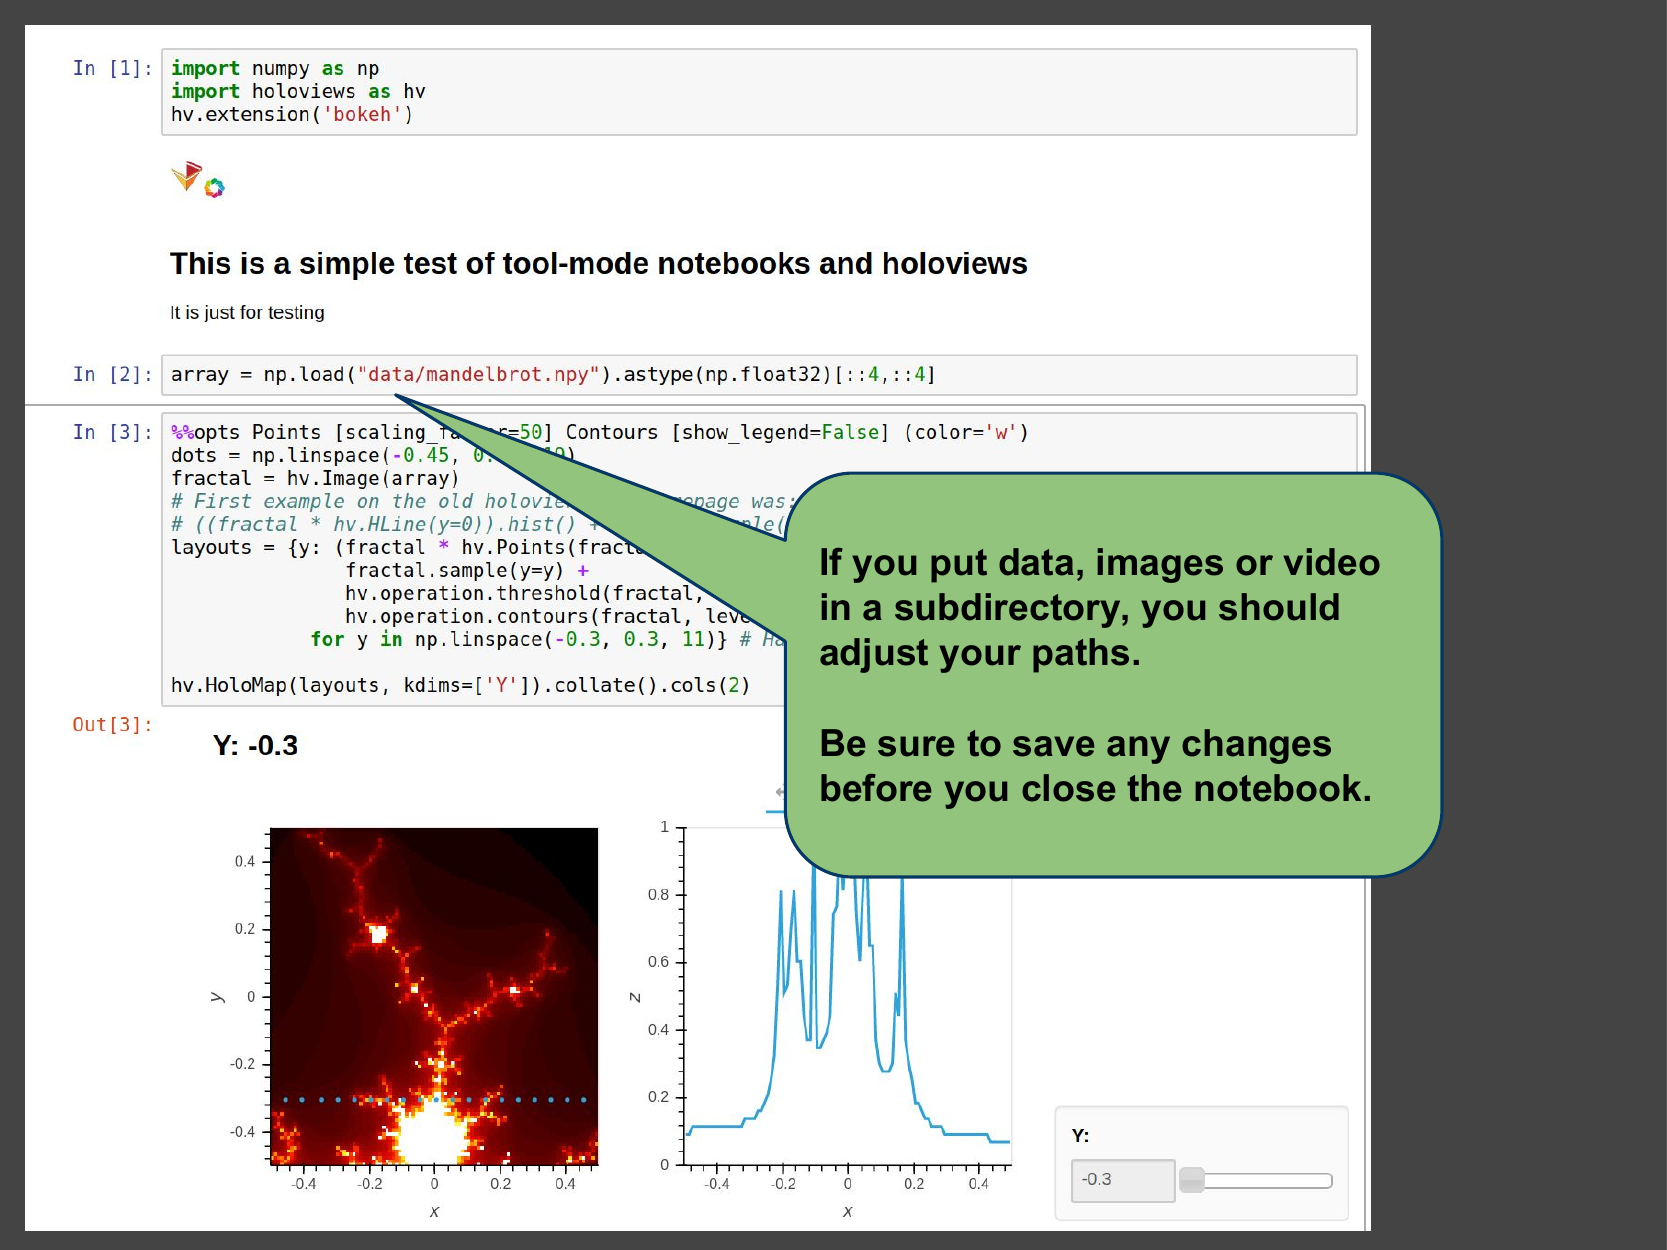 In [1]:
import numpy as np
import holoviews as hv
hv.extension('bokeh')
This is a simple test of tool-mode notebooks and holoviews
It is just for testing
In [2]:
array = np.load("data/mandelbrot.npy").astype(np.float32)[::4,::4]
In [3]:
%%opts Points [scaling_fa r=50] Contours [show_legend=False] (color='w')
dots = np.linspace(-0.45, 0. 19)
fractal = hv.Image(array)
# First example on the old holovie page was:
# ((fractal * hv.HLine(y=0)).hist() + ple(
layouts = {y: (fractal * hv.Points(fract
fractal.sample(y=y) +
hv.operation.threshold(fractal,
hv.operation.contours(fractal, leve
for y in np.linspace(-0.3, 0.3, 11)} # Ha
hv.HoloMap(layouts, kdims=['Y']).collate().cols(2)
If you put data, images or video
in a subdirectory, you should
adjust your paths.
Be sure to save any changes
before you close the notebook.
Out[3]:
Y: -0.3
0.4
0.2
0
-0.2
-0.4
y
-0.4 -0.2 0 0.2 0.4
x
1
0.8
0.6
0.4
0.2
0
z
-0.4 -0.2 0 0.2 0.4
x
Y:
-0.3